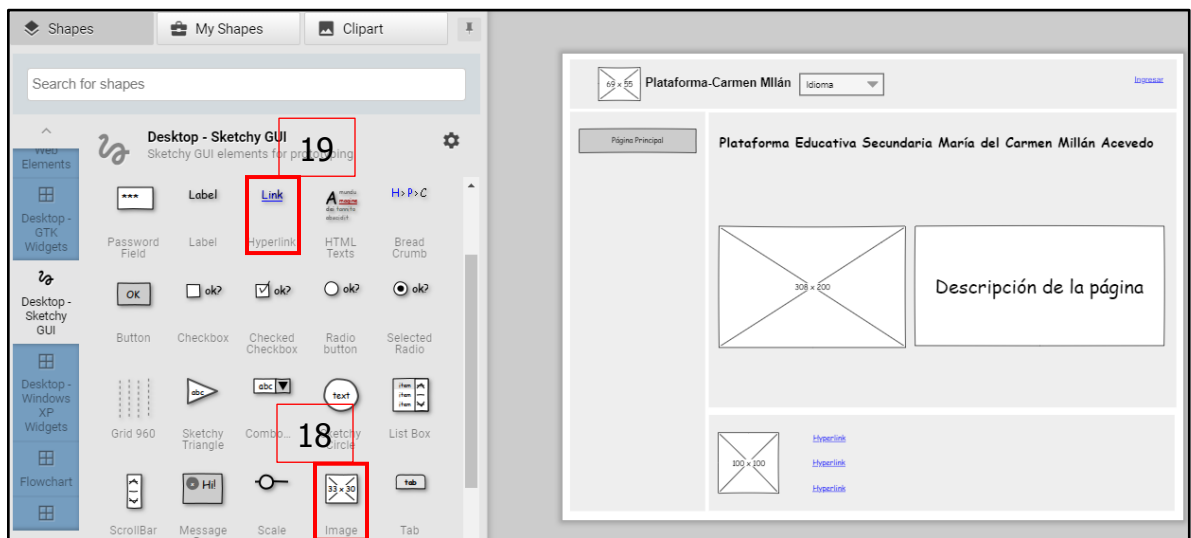 Shapes
My Shapes
Clipart
Search for shapes
Web
Elements
Desktop -
GTK
Widgets
Desktop -
Sketchy
GUI
Desktop -
Windows
XP
Widgets
Flowchart
Desktop - Sketchy GUI
Sketchy GUI elements for prototyping
19
***
Label
Link
H>P>C
Password
Field
Label
Hyperlink
HTML
Texts
Bread
Crumb
OK
ok?
ok?
ok?
ok?
Button
Checkbox
Checked
Checkbox
Radio
button
Selected
Radio
abc
abc
text
item
item
item
Grid 960
Sketchy
Triangle
Combo...
Sketchy
Circle
List Box
18
Hi!
33 x 30
tab
ScrollBar
Message
Scale
Image
Tab
69 x 55
Plataforma-Carmen MIlán
Idioma
Ingresar
Página Principal
Plataforma Educativa Secundaria María del Carmen Millán Acevedo
306 x 200
Descripción de la página
100 x 100
Hyperlink
Hyperlink
Hyperlink